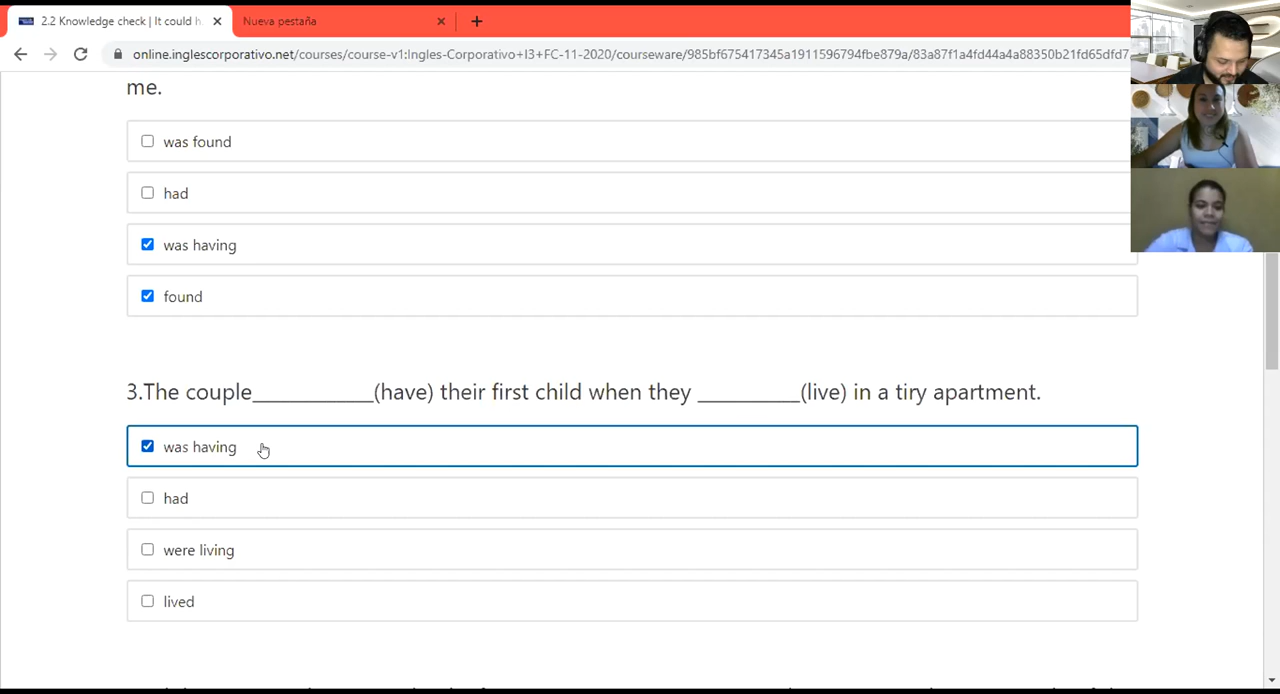 2.2 Knowledge check | It could h
Nueva pestaña
online.inglescorporativo.net/courses/course-v1:Ingles-Corporativo+I3+FC-11-2020/courseware/985bf675417345a1911596794fbe879a/83a87f1a4fd44a4a88350b21fd65dfd7
me.
was found
had
was having
found
3.The couple____________(have) their first child when they __________(live) in a tiry apartment.
was having
had
were living
lived